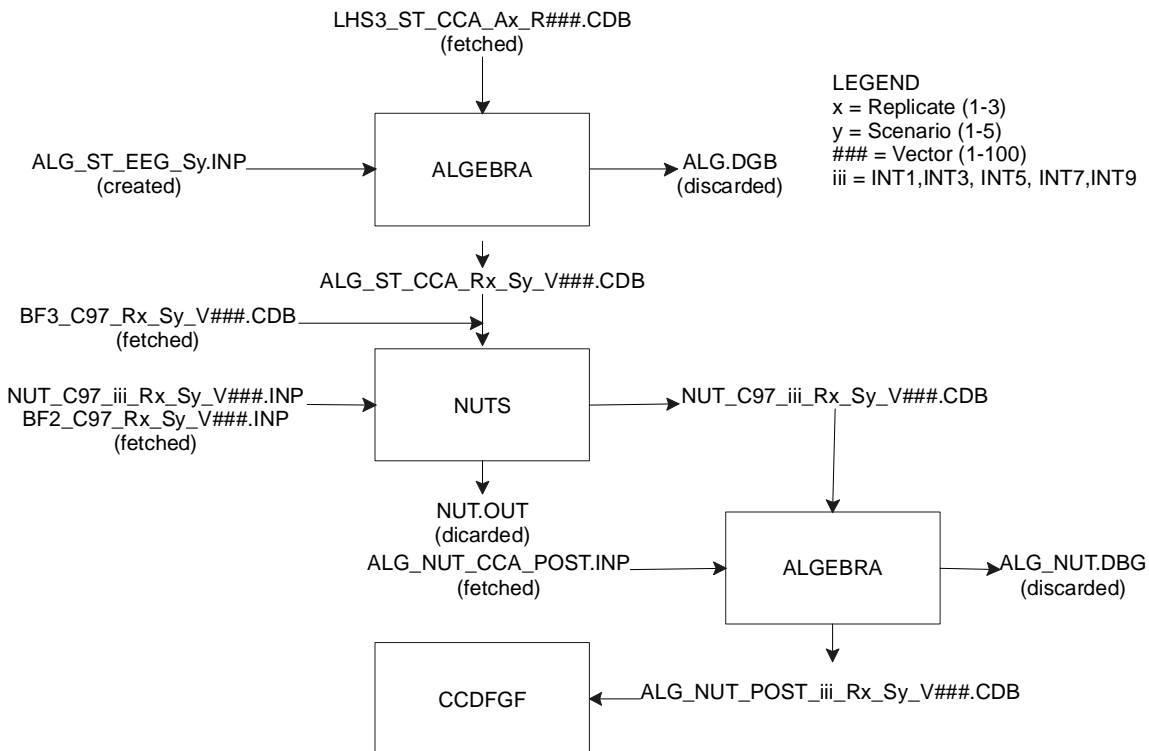 LHS3_ST_CCA_Ax_R###.CDB
(fetched)
LEGEND
x = Replicate (1-3)
y = Scenario (1-5)
### = Vector (1-100)
iii = INT1,INT3, INT5, INT7,INT9
ALG_ST_EEG_Sy.INP
(created)
ALGEBRA
ALG.DGB
(discarded)
ALG_ST_CCA_Rx_Sy_V###.CDB
BF3_C97_Rx_Sy_V###.CDB
(fetched)
NUT_C97_iii_Rx_Sy_V###.INP
BF2_C97_Rx_Sy_V###.INP
(fetched)
NUTS
NUT_C97_iii_Rx_Sy_V###.CDB
NUT.OUT
(dicarded)
ALG_NUT_CCA_POST.INP
(fetched)
ALGEBRA
ALG_NUT.DBG
(discarded)
CCDFGF
ALG_NUT_POST_iii_Rx_Sy_V###.CDB